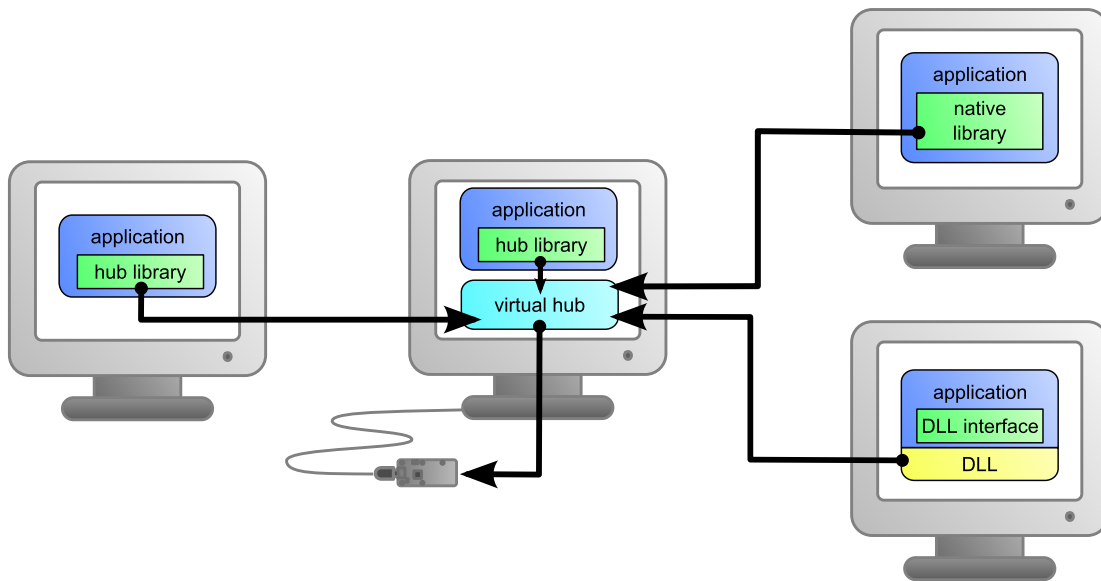 application
hub library
application
hub library
virtual hub
application
native
library
application
DLL interface
DLL